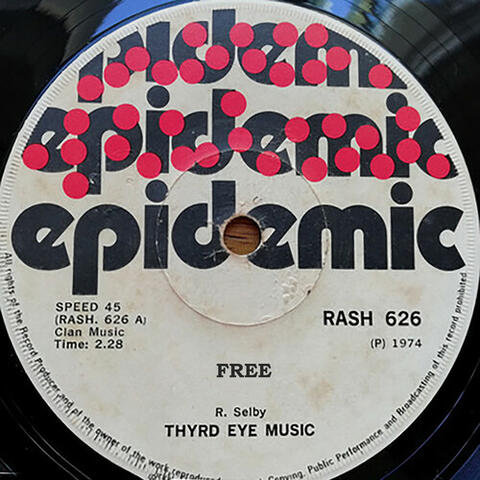 epidemic
epidemic
epidemic
SPEED 45
(RASH. 626 A)
Clan Music
Time: 2.28
RASH 626
(P) 1974
FREE
R. Selby
THYRD EYE MUSIC
All rights of the Record Producer and of the owner of the work reproduced reserved. Copying, Public Performance and Broadcasting of this record prohibited